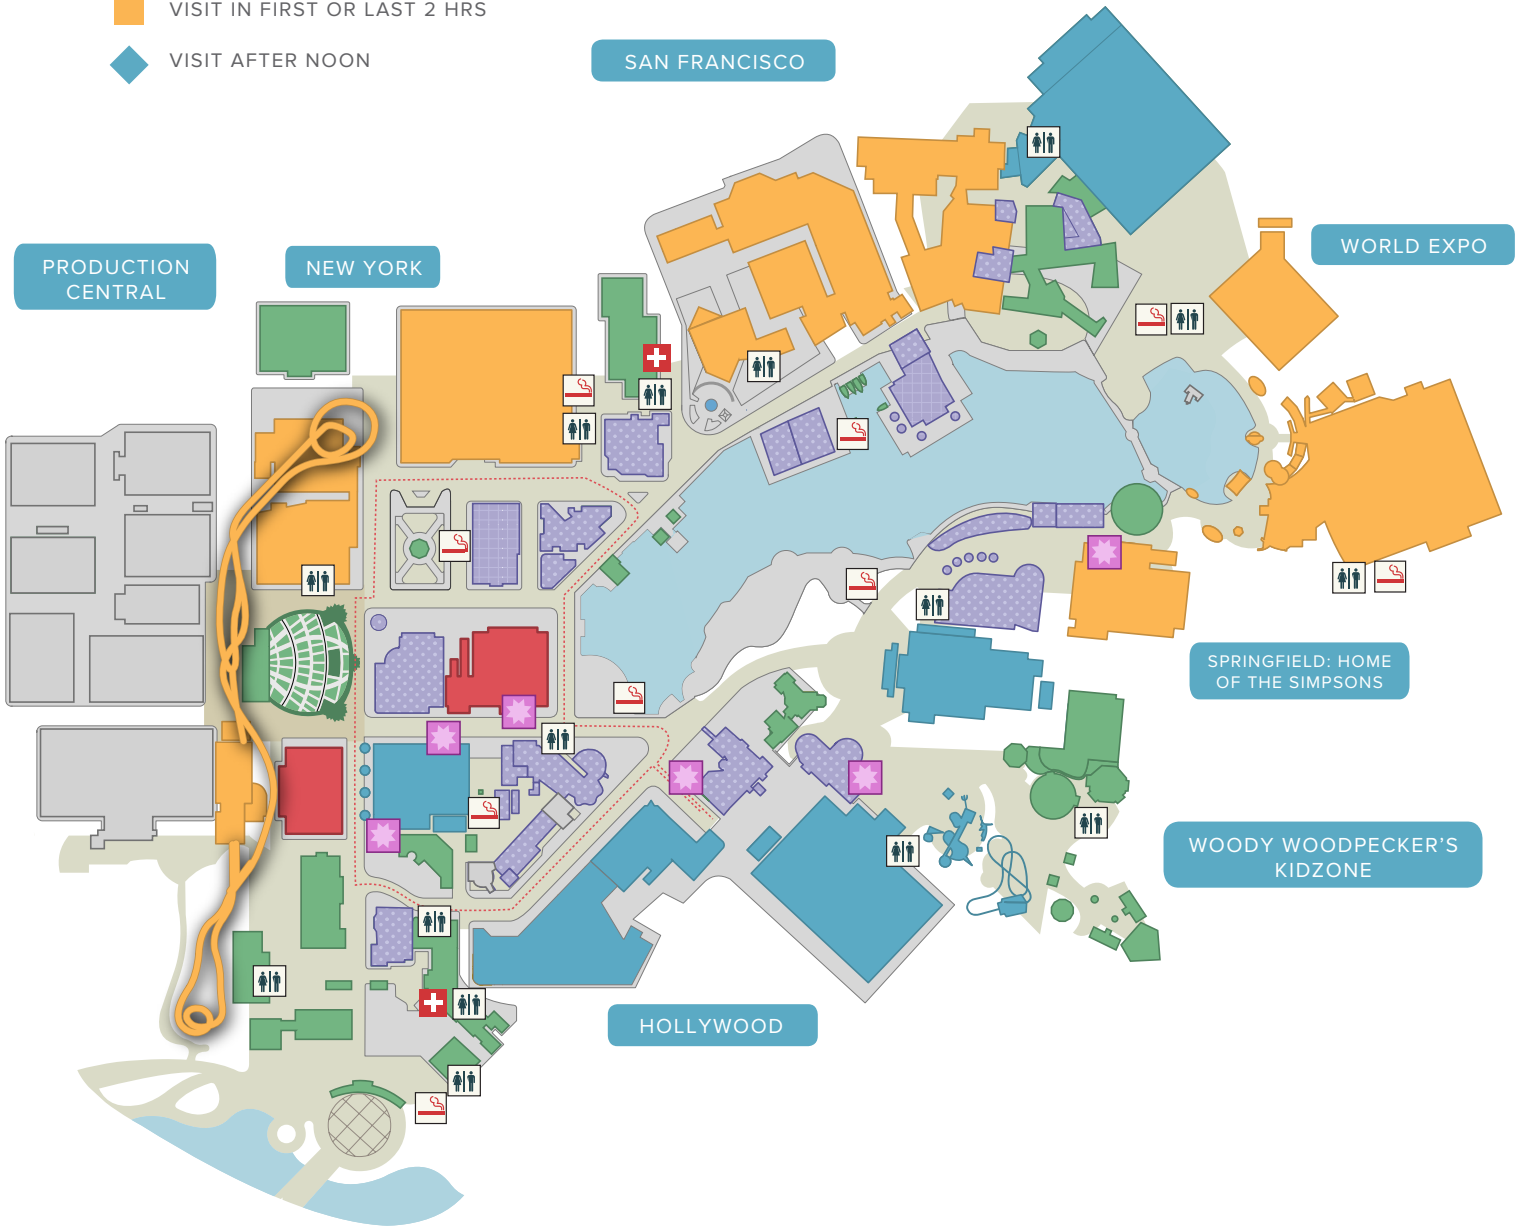 VISIT IN FIRST OR LAST 2 HRS
VISIT AFTER NOON
SAN FRANCISCO
WORLD EXPO
PRODUCTION
CENTRAL
NEW YORK
SPRINGFIELD: HOME
OF THE SIMPSONS
WOODY WOODPECKER'S
KIDZONE
HOLLYWOOD